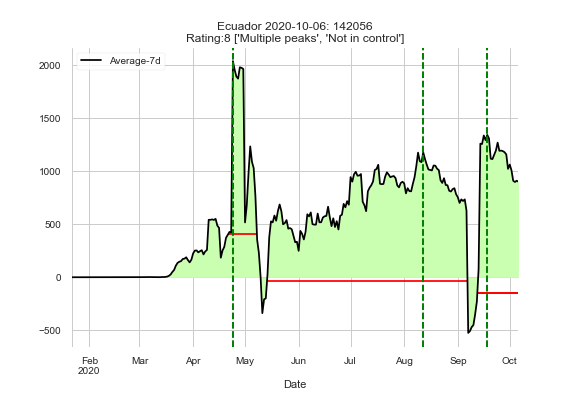 Ecuador 2020-10-06: 142056
Rating:8 ['Multiple peaks', 'Not in control']
Average-7d
2000
1500
1000
500
0
−500
Feb Mar Apr May Jun Jul Aug Sep Oct
2020
Date